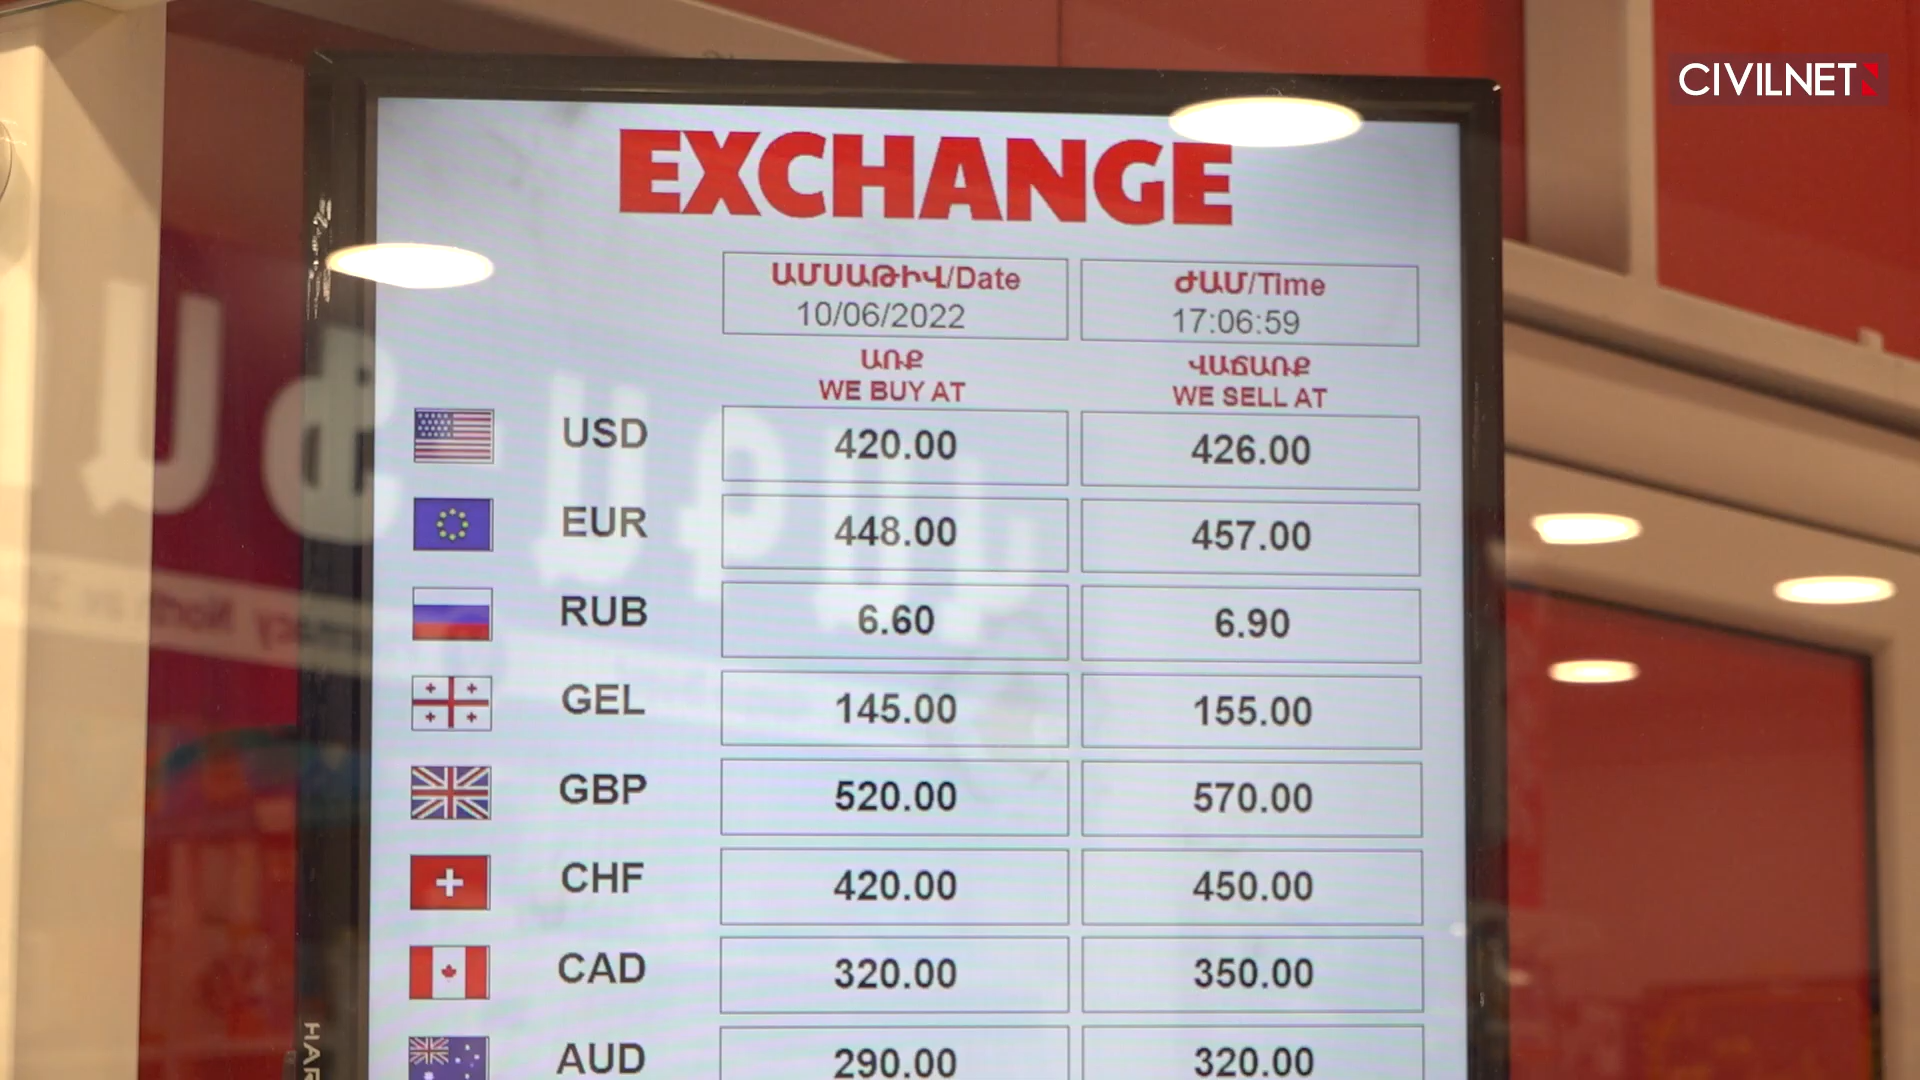 CIVILNET
EXCHANGE
ԱՄՍԱԹԻՎ/Date
10/06/2022
ԺԱՄ/Time
17:06:59
ԱՌՔ
WE BUY AT
ՎԱՃԱՌՔ
WE SELL AT
USD 420.00 426.00
EUR 448.00 457.00
RUB 6.60 6.90
GEL 145.00 155.00
GBP 520.00 570.00
CHF 420.00 450.00
CAD 320.00 350.00
AUD 290.00 320.00